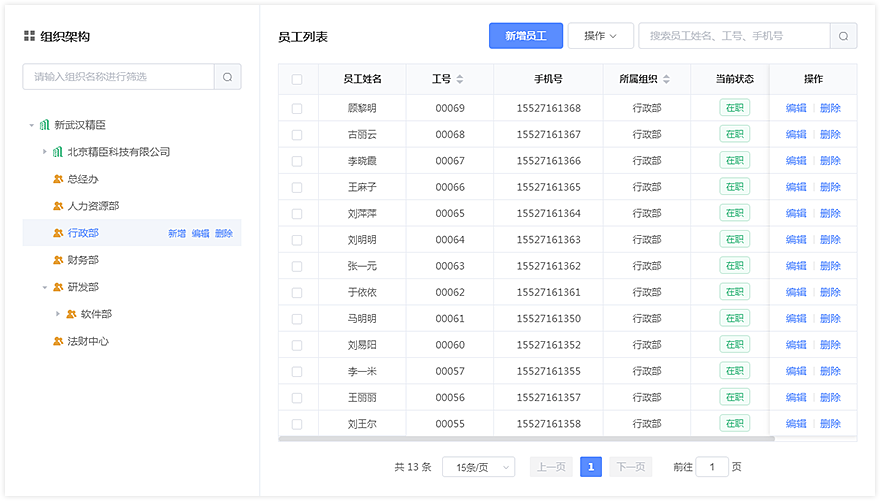 组织架构
请输入组织名称进行筛选
新武汉精臣
北京精臣科技有限公司
总经办
人力资源部
行政部 新增 编辑 删除
财务部
研发部
软件部
法财中心
员工列表 新增员工 操作 搜索员工姓名、工号、手机号
员工姓名 工号 手机号 所属组织 当前状态 操作
顾黎明 00069 15527161368 行政部 在职 编辑 删除
古丽云 00068 15527161367 行政部 在职 编辑 删除
李晓霞 00067 15527161366 行政部 在职 编辑 删除
王麻子 00066 15527161365 行政部 在职 编辑 删除
刘萍萍 00065 15527161364 行政部 在职 编辑 删除
刘明明 00064 15527161363 行政部 在职 编辑 删除
张一元 00063 15527161362 行政部 在职 编辑 删除
于依依 00062 15527161361 行政部 在职 编辑 删除
马明明 00061 15527161350 行政部 在职 编辑 删除
刘易阳 00060 15527161352 行政部 在职 编辑 删除
李一米 00057 15527161355 行政部 在职 编辑 删除
王丽丽 00056 15527161357 行政部 在职 编辑 删除
刘王尔 00055 15527161358 行政部 在职 编辑 删除
共 13 条 15条/页 上一页 1 下一页 前往 1 页